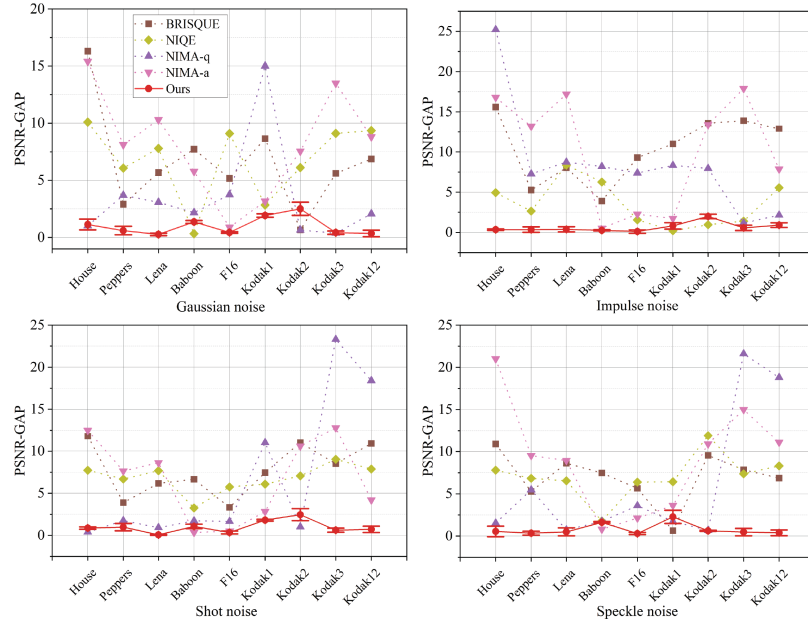 20
15
10
5
0
PSNR-GAP
BRISQUE
NIQE
NIMA-q
NIMA-a
Ours
House
Peppers
Lena
Baboon
F16
Kodak1
Kodak2
Kodak3
Kodak12
Gaussian noise
25
20
15
10
5
0
PSNR-GAP
House
Peppers
Lena
Baboon
F16
Kodak1
Kodak2
Kodak3
Kodak12
Impulse noise
25
20
15
10
5
0
PSNR-GAP
House
Peppers
Lena
Baboon
F16
Kodak1
Kodak2
Kodak3
Kodak12
Shot noise
25
20
15
10
5
0
PSNR-GAP
House
Peppers
Lena
Baboon
F16
Kodak1
Kodak2
Kodak3
Kodak12
Speckle noise